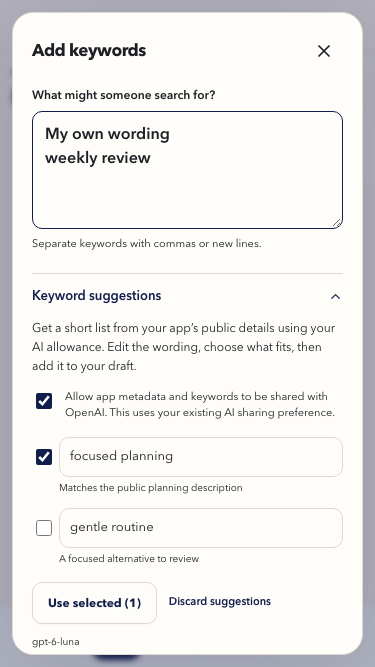 Add keywords
What might someone search for?
My own wording
weekly review
Separate keywords with commas or new lines.
Keyword suggestions
Get a short list from your app's public details using your
AI allowance. Edit the wording, choose what fits, then
add it to your draft.
Allow app metadata and keywords to be shared with
OpenAI. This uses your existing AI sharing preference.
focused planning
Matches the public planning description
gentle routine
A focused alternative to review
Use selected (1)
Discard suggestions
gpt-6-luna